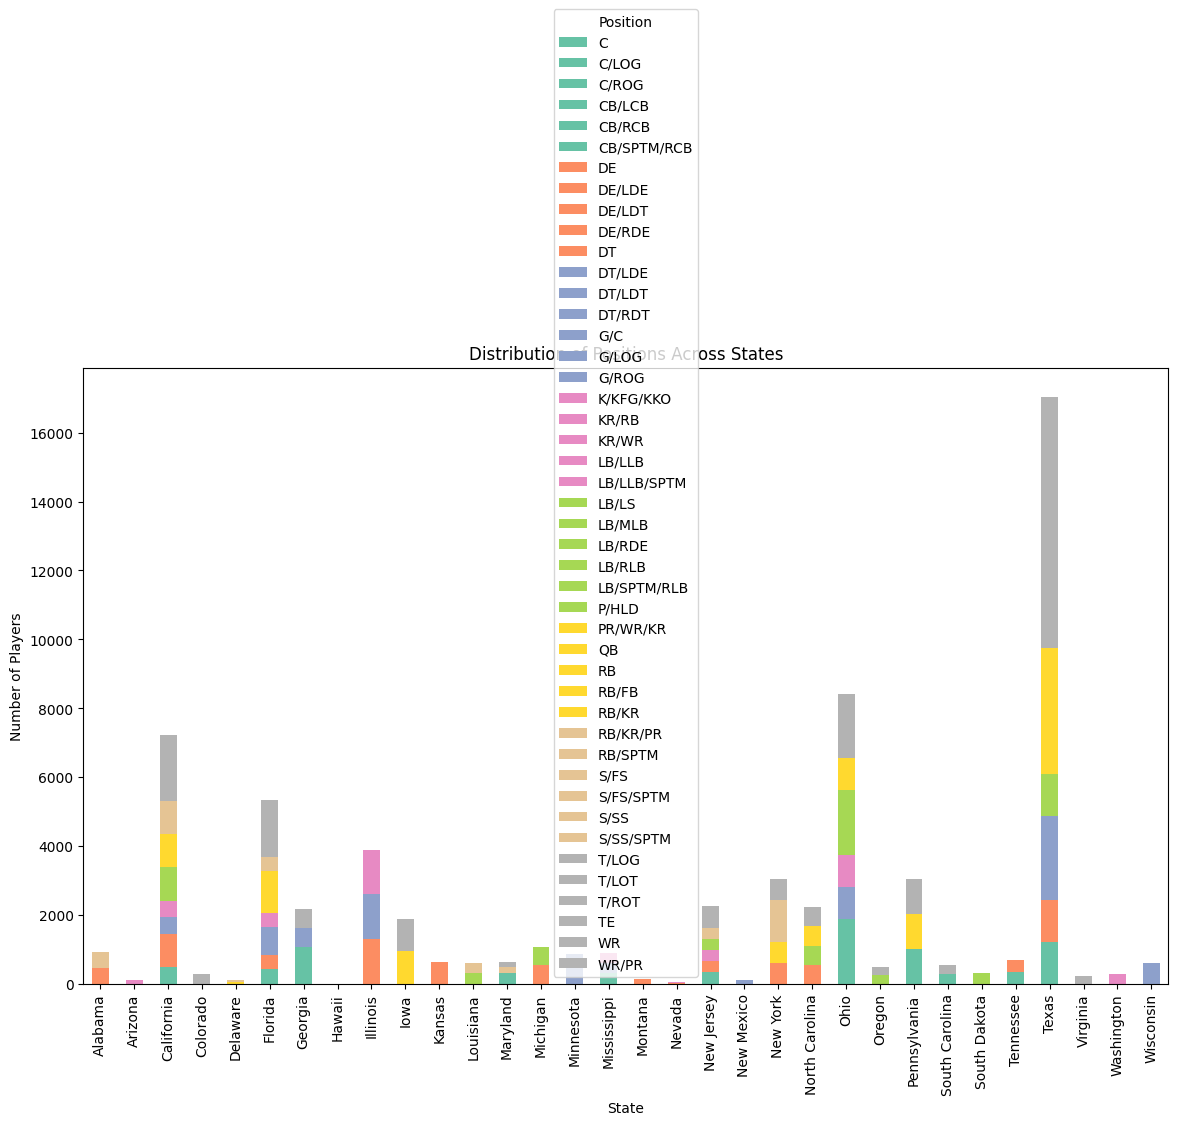 Position
C
C/LOG
C/ROG
CB/LCB
CB/RCB
CB/SPTM/RCB
DE
DE/LDE
DE/LDT
DE/RDE
DT
DT/LDE
DT/LDT
DT/RDT
G/C
G/LOG
G/ROG
K/KFG/KKO
KR/RB
KR/WR
LB/LLB
LB/LLB/SPTM
LB/LS
LB/MLB
LB/RDE
LB/RLB
LB/SPTM/RLB
P/HLD
PR/WR/KR
QB
RB
RB/FB
RB/KR
RB/KR/PR
RB/SPTM
S/FS
S/FS/SPTM
S/SS
S/SS/SPTM
T/LOG
T/LOT
T/ROT
TE
WR
WR/PR
Distribution of Positions Across States
Number of Players
16000
14000
12000
10000
8000
6000
4000
2000
0
Alabama
Arizona
California
Colorado
Delaware
Florida
Georgia
Hawaii
Illinois
Iowa
Kansas
Louisiana
Maryland
Michigan
Minnesota
Mississippi
Montana
Nevada
New Jersey
New Mexico
New York
North Carolina
Ohio
Oregon
Pennsylvania
South Carolina
South Dakota
Tennessee
Texas
Virginia
Washington
Wisconsin
State